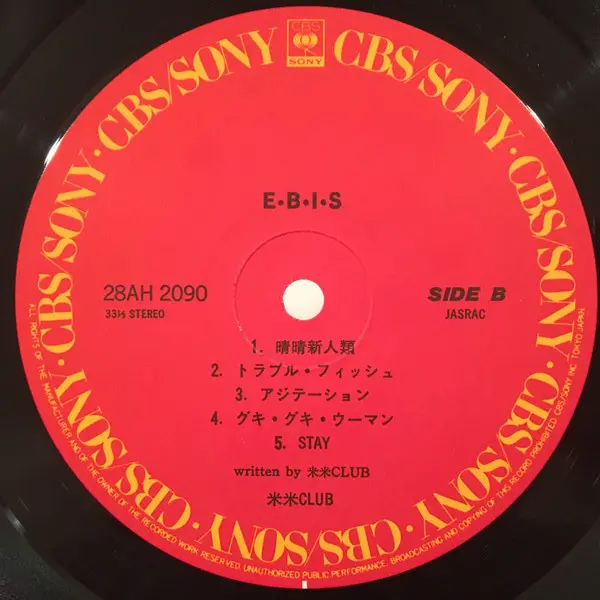 CBS
SONY
CBS/SONY · CBS/SONY · CBS/SONY · CBS/SONY · CBS/SONY · CBS/SONY · CBS/SONY · CBS/SONY
E·B·I·S
28AH 2090
33⅓ STEREO
SIDE B
JASRAC
1. 晴晴新人類
2. トラブル・フィッシュ
3. アジテーション
4. グキ・グキ・ウーマン
5. STAY
written by 米米CLUB
米米CLUB
ALL RIGHTS OF THE MANUFACTURER AND OF THE OWNER OF THE RECORDED WORK RESERVED. UNAUTHORIZED PUBLIC PERFORMANCE, BROADCASTING AND COPYING OF THIS RECORD PROHIBITED. CBS/SONY INC. TOKYO JAPAN